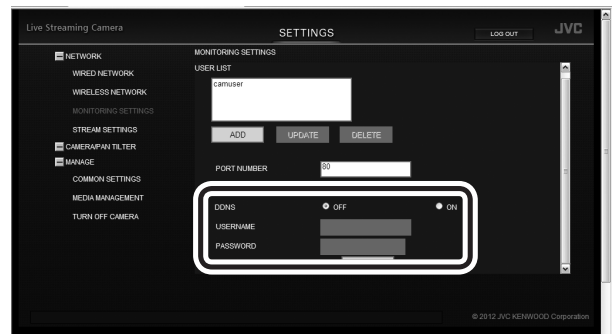 Live Streaming Camera
SETTINGS
LOG OUT
JVC
NETWORK
WIRED NETWORK
WIRELESS NETWORK
MONITORING SETTINGS
STREAM SETTINGS
CAMERA/PAN TILTER
MANAGE
COMMON SETTINGS
MEDIA MANAGEMENT
TURN OFF CAMERA
MONITORING SETTINGS
USER LIST
camuser
ADD UPDATE DELETE
PORT NUMBER 80
DDNS OFF ON
USERNAME
PASSWORD
© 2012 JVC KENWOOD Corporation